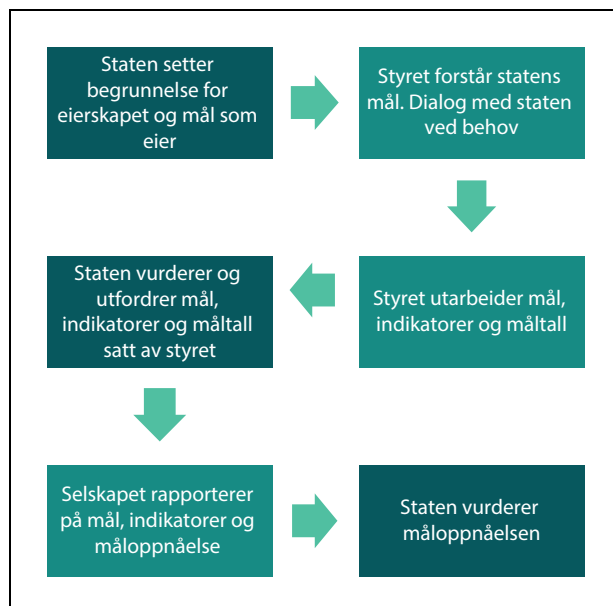 Staten setter
begrunnelse for
eierskapet og mål som
eier
Styret forstår statens
mål. Dialog med staten
ved behov
Styret utarbeider mål,
indikatorer og måltall
Staten vurderer og
utfordrer mål,
indikatorer og måltall
satt av styret
Selskapet rapporterer
på mål, indikatorer og
måloppnåelse
Staten vurderer
måloppnåelsen